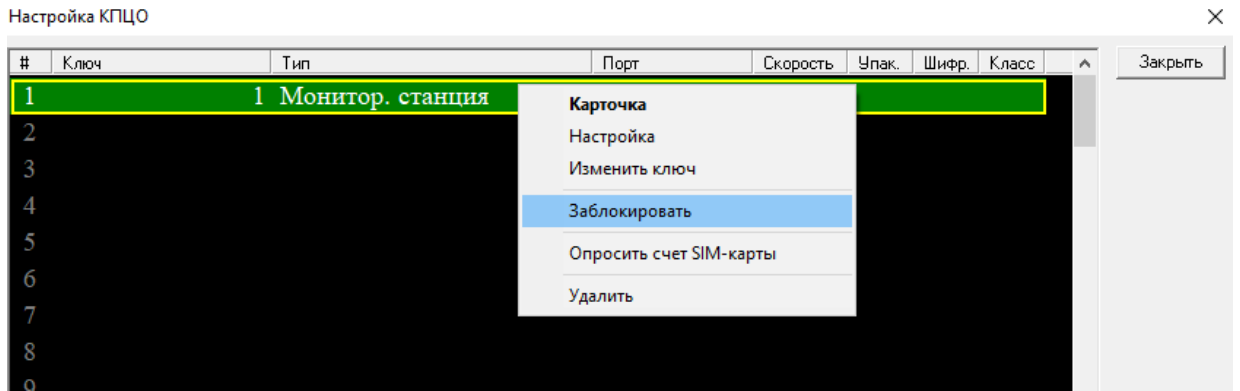 Настройка КПЦО
# Ключ Тип Порт Скорость Упак. Шифр. Класс Закрыть
1 1 Монитор. станция
Карточка
2 Настройка
3 Изменить ключ
4 Заблокировать
5 Опросить счет SIM-карты
6
7 Удалить
8
9